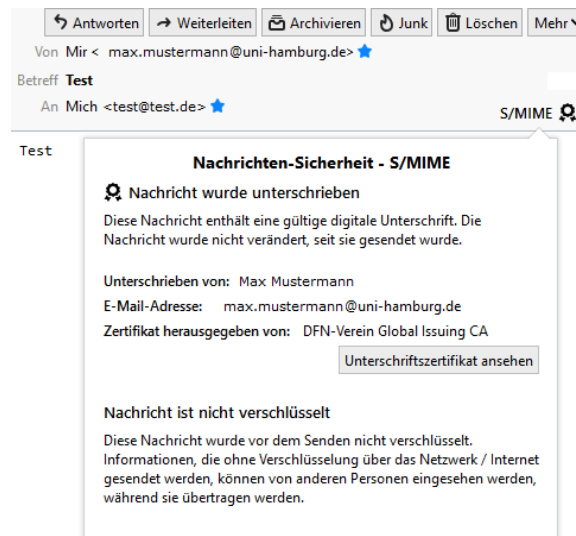 Antworten Weiterleiten Archivieren Junk Löschen Mehr
Von Mir < max.mustermann@uni-hamburg.de>
Betreff Test
An Mich <test@test.de>
S/MIME
Test
Nachrichten-Sicherheit - S/MIME
Nachricht wurde unterschrieben
Diese Nachricht enthält eine gültige digitale Unterschrift. Die
Nachricht wurde nicht verändert, seit sie gesendet wurde.
Unterschrieben von: Max Mustermann
E-Mail-Adresse: max.mustermann@uni-hamburg.de
Zertifikat herausgegeben von: DFN-Verein Global Issuing CA
Unterschriftszertifikat ansehen
Nachricht ist nicht verschlüsselt
Diese Nachricht wurde vor dem Senden nicht verschlüsselt.
Informationen, die ohne Verschlüsselung über das Netzwerk / Internet
gesendet werden, können von anderen Personen eingesehen werden,
während sie übertragen werden.